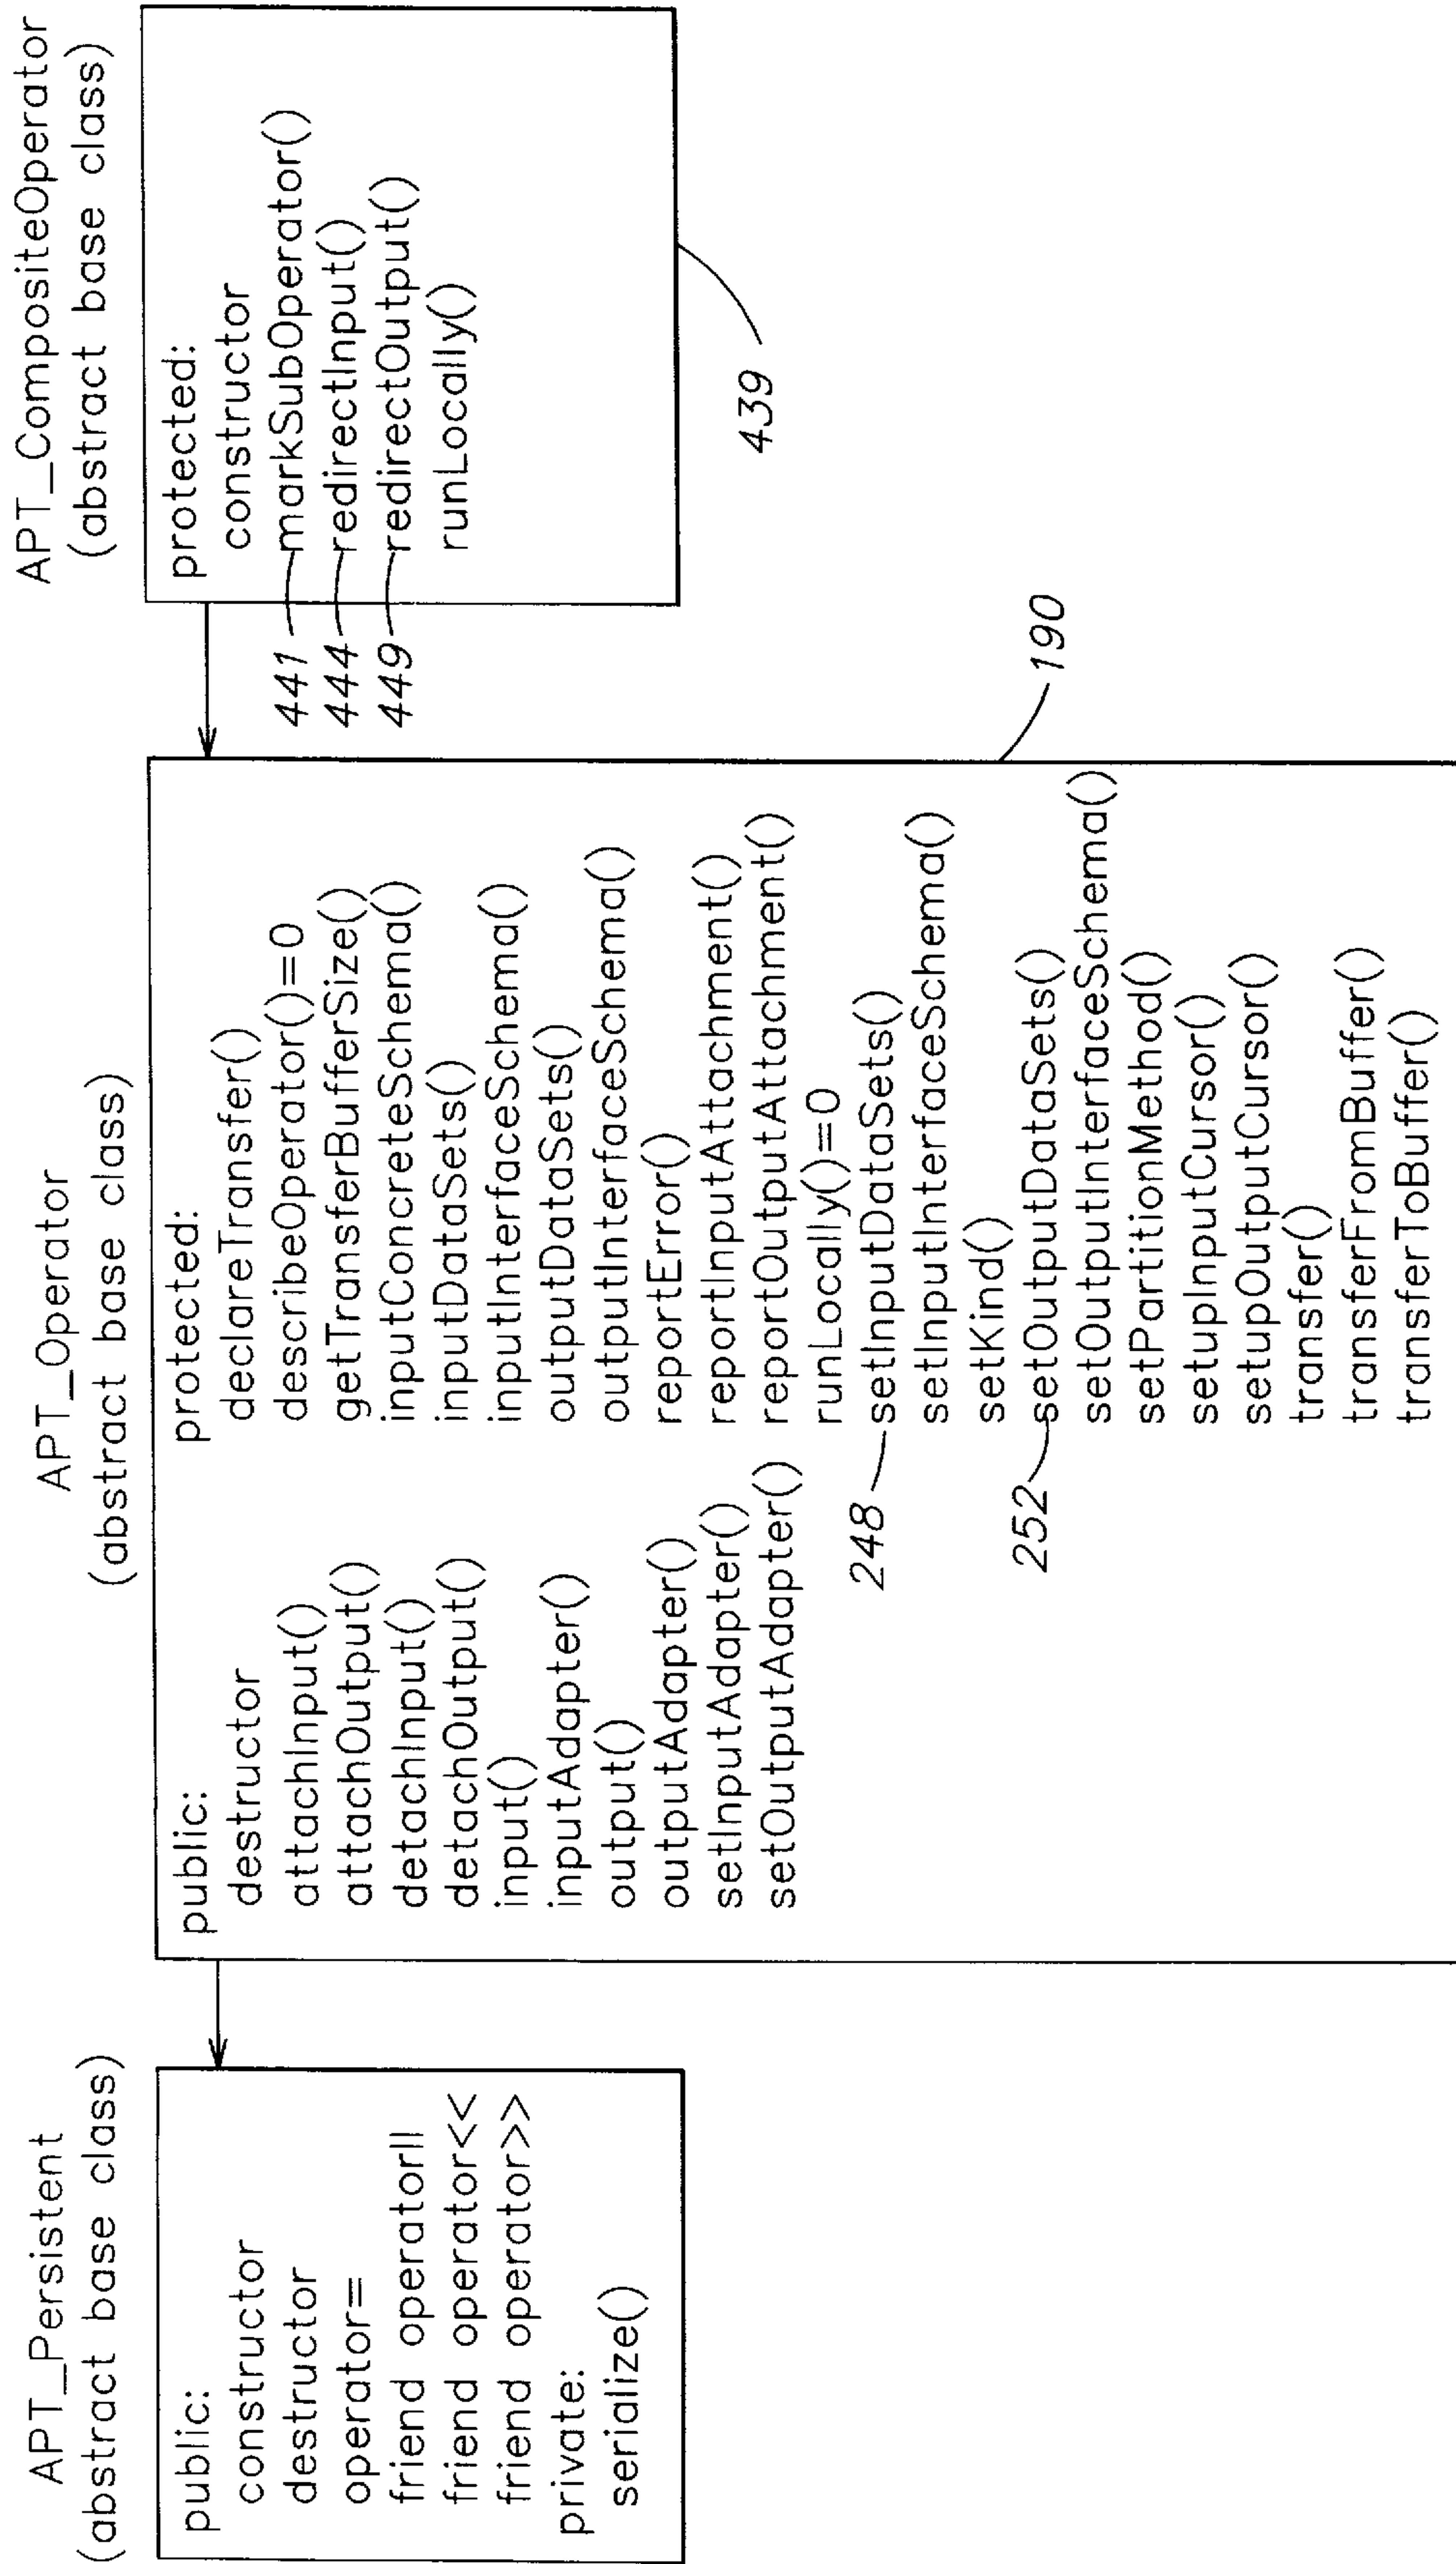 APT_Persistent
(abstract base class)
public:
constructor
destructor
operator=
friend operator||
friend operator<<
friend operator>>
private:
serialize()
APT_Operator
(abstract base class)
public:
destructor
attachInput()
attachOutput()
detachInput()
detachOutput()
input()
inputAdapter()
output()
outputAdapter()
setInputAdapter()
setOutputAdapter()
protected:
declareTransfer()
describeOperator()=0
getTransferBufferSize()
inputConcreteSchema()
inputDataSets()
inputInterfaceSchema()
outputDataSets()
outputInterfaceSchema()
reportError()
reportInputAttachment()
reportOutputAttachment()
runLocally()=0
248 setInputDataSets()
setInputInterfaceSchema()
setKind()
252 setOutputDataSets()
setOutputInterfaceSchema()
setPartitionMethod()
setupInputCursor()
setupOutputCursor()
transfer()
transferFromBuffer()
transferToBuffer()
190
APT_CompositeOperator
(abstract base class)
protected:
constructor
441 markSubOperator()
444 redirectInput()
449 redirectOutput()
runLocally()
439